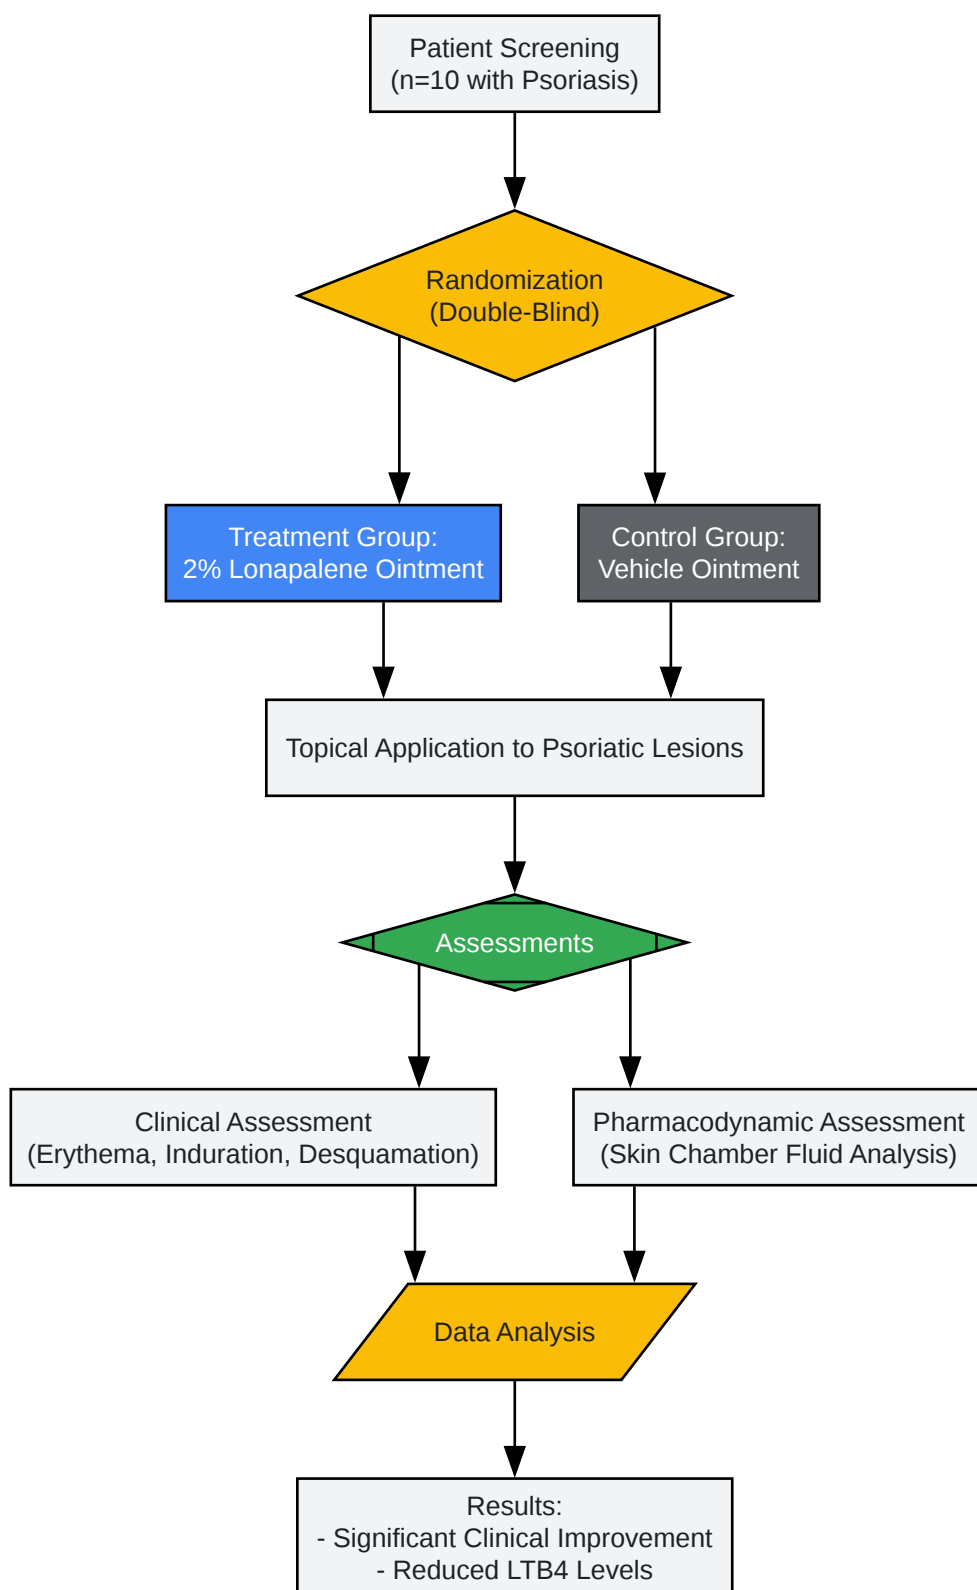 Patient Screening
(n=10 with Psoriasis)
Randomization
(Double-Blind)
Treatment Group:
2% Lonapalene Ointment
Control Group:
Vehicle Ointment
Topical Application to Psoriatic Lesions
Assessments
Clinical Assessment
(Erythema, Induration, Desquamation)
Pharmacodynamic Assessment
(Skin Chamber Fluid Analysis)
Data Analysis
Results:
- Significant Clinical Improvement
- Reduced LTB4 Levels